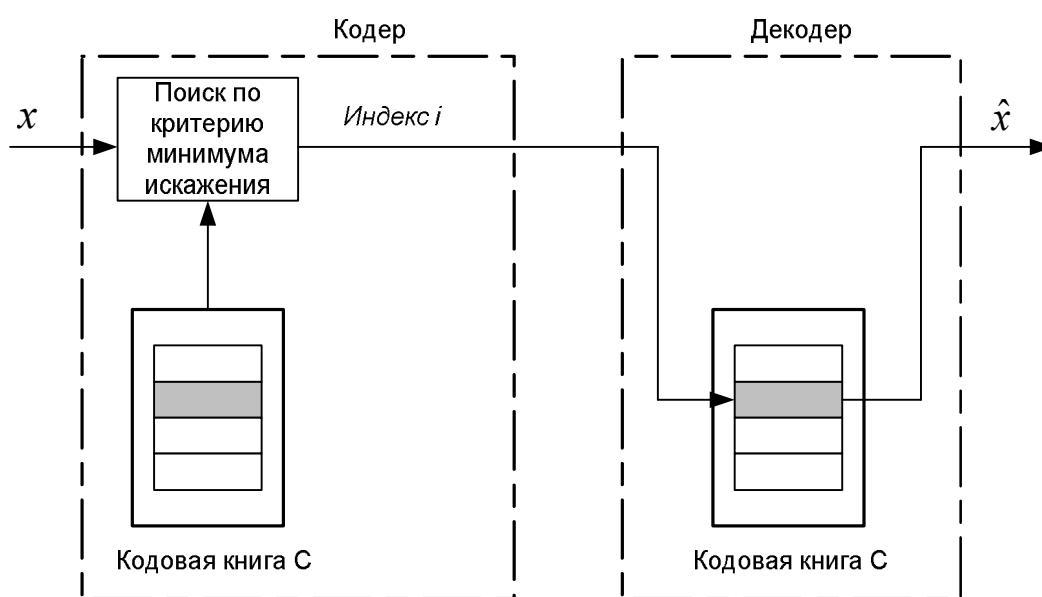 Кодер
Декодер
x
Поиск по
критерию
минимума
искажения
Индекс i
x̂
Кодовая книга С
Кодовая книга С